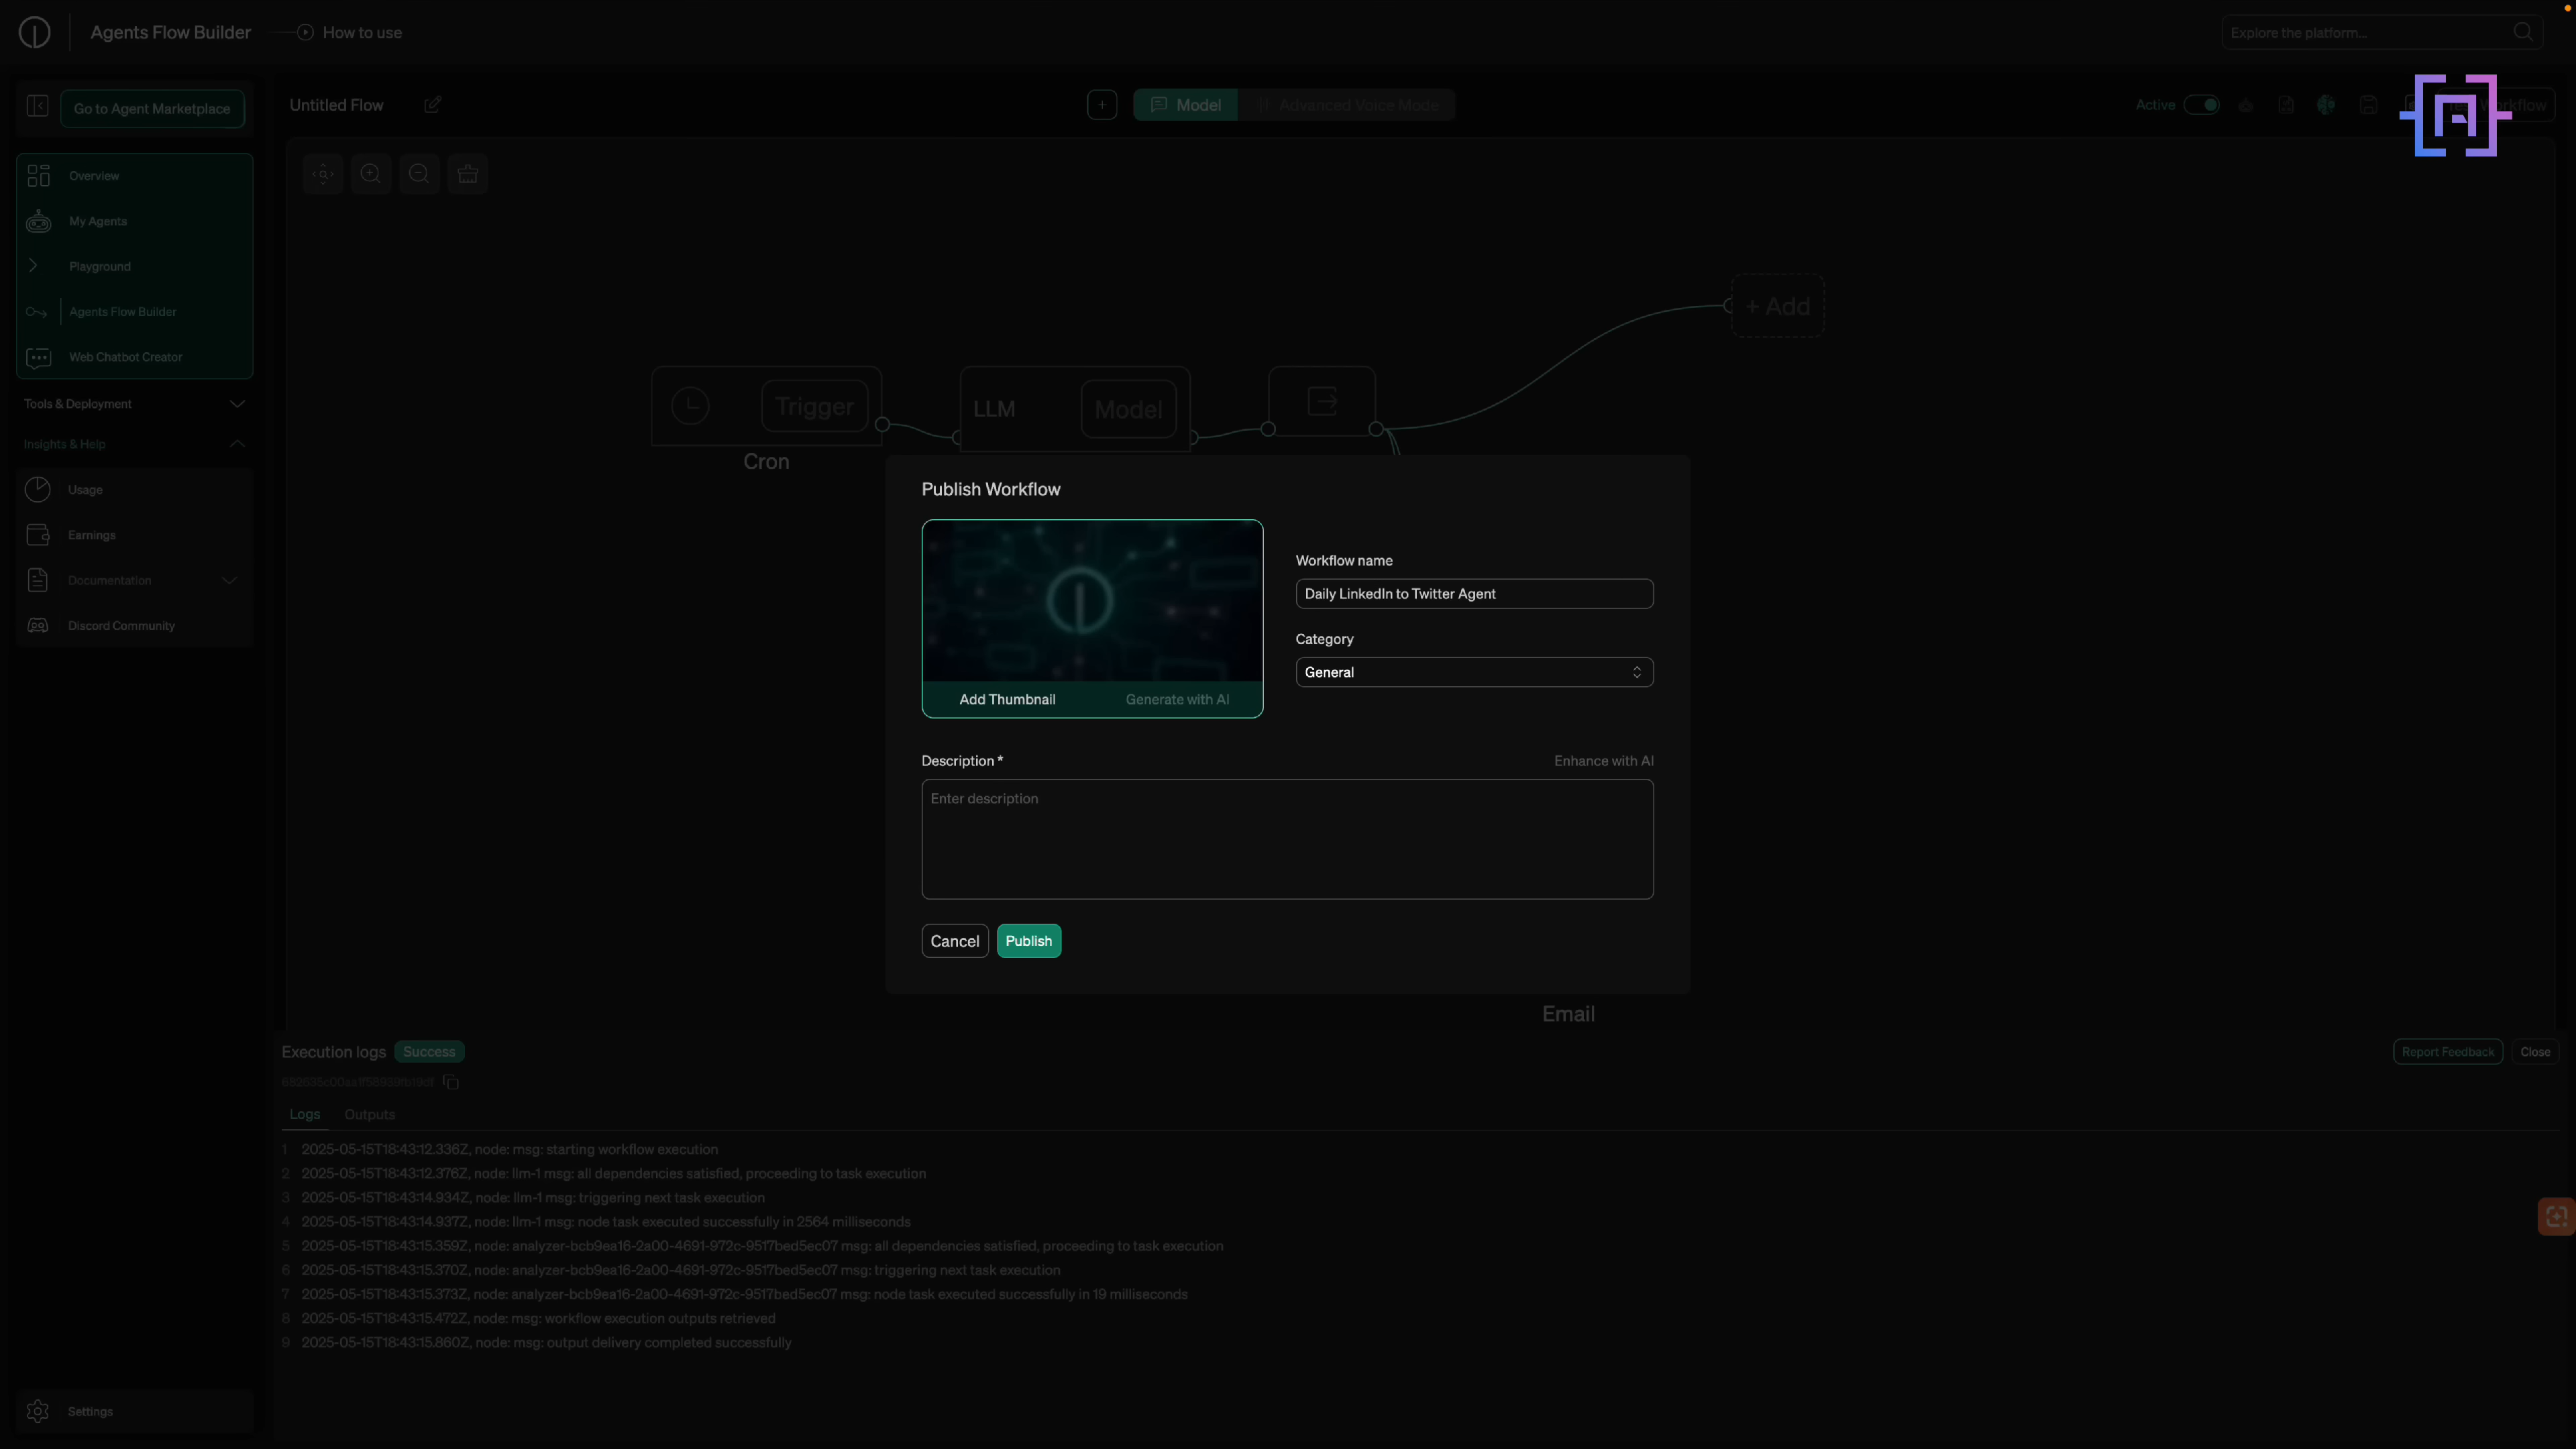 Agents Flow Builder
How to use
Explore the platform...
Go to Agent Marketplace
Untitled Flow
Model
Advanced Voice Mode
Active
Overview
My Agents
Playground
Agents Flow Builder
Web Chatbot Creator
Tools & Deployment
Insights & Help
Usage
Earnings
Documentation
Discord Community
Settings
+ Add
Trigger
LLM
Model
Cron
Publish Workflow
Workflow name
Daily LinkedIn to Twitter Agent
Category
General
Add Thumbnail
Generate with AI
Description *
Enhance with AI
Enter description
Cancel
Publish
Email
Execution logs
Success
Report Feedback
Close
Logs
Outputs
1 2025-05-15T18:43:12.336Z, node: msg: starting workflow execution
2 2025-05-15T18:43:12.376Z, node: llm-1 msg: all dependencies satisfied, proceeding to task execution
3 2025-05-15T18:43:14.934Z, node: llm-1 msg: triggering next task execution
4 2025-05-15T18:43:14.937Z, node: llm-1 msg: node task executed successfully in 2564 milliseconds
5 2025-05-15T18:43:15.359Z, node: analyzer-bcb9ea16-2a00-4691-972c-9517bed5ec07 msg: all dependencies satisfied, proceeding to task execution
6 2025-05-15T18:43:15.370Z, node: analyzer-bcb9ea16-2a00-4691-972c-9517bed5ec07 msg: triggering next task execution
7 2025-05-15T18:43:15.373Z, node: analyzer-bcb9ea16-2a00-4691-972c-9517bed5ec07 msg: node task executed successfully in 19 milliseconds
8 2025-05-15T18:43:15.472Z, node: msg: workflow execution outputs retrieved
9 2025-05-15T18:43:15.860Z, node: msg: output delivery completed successfully